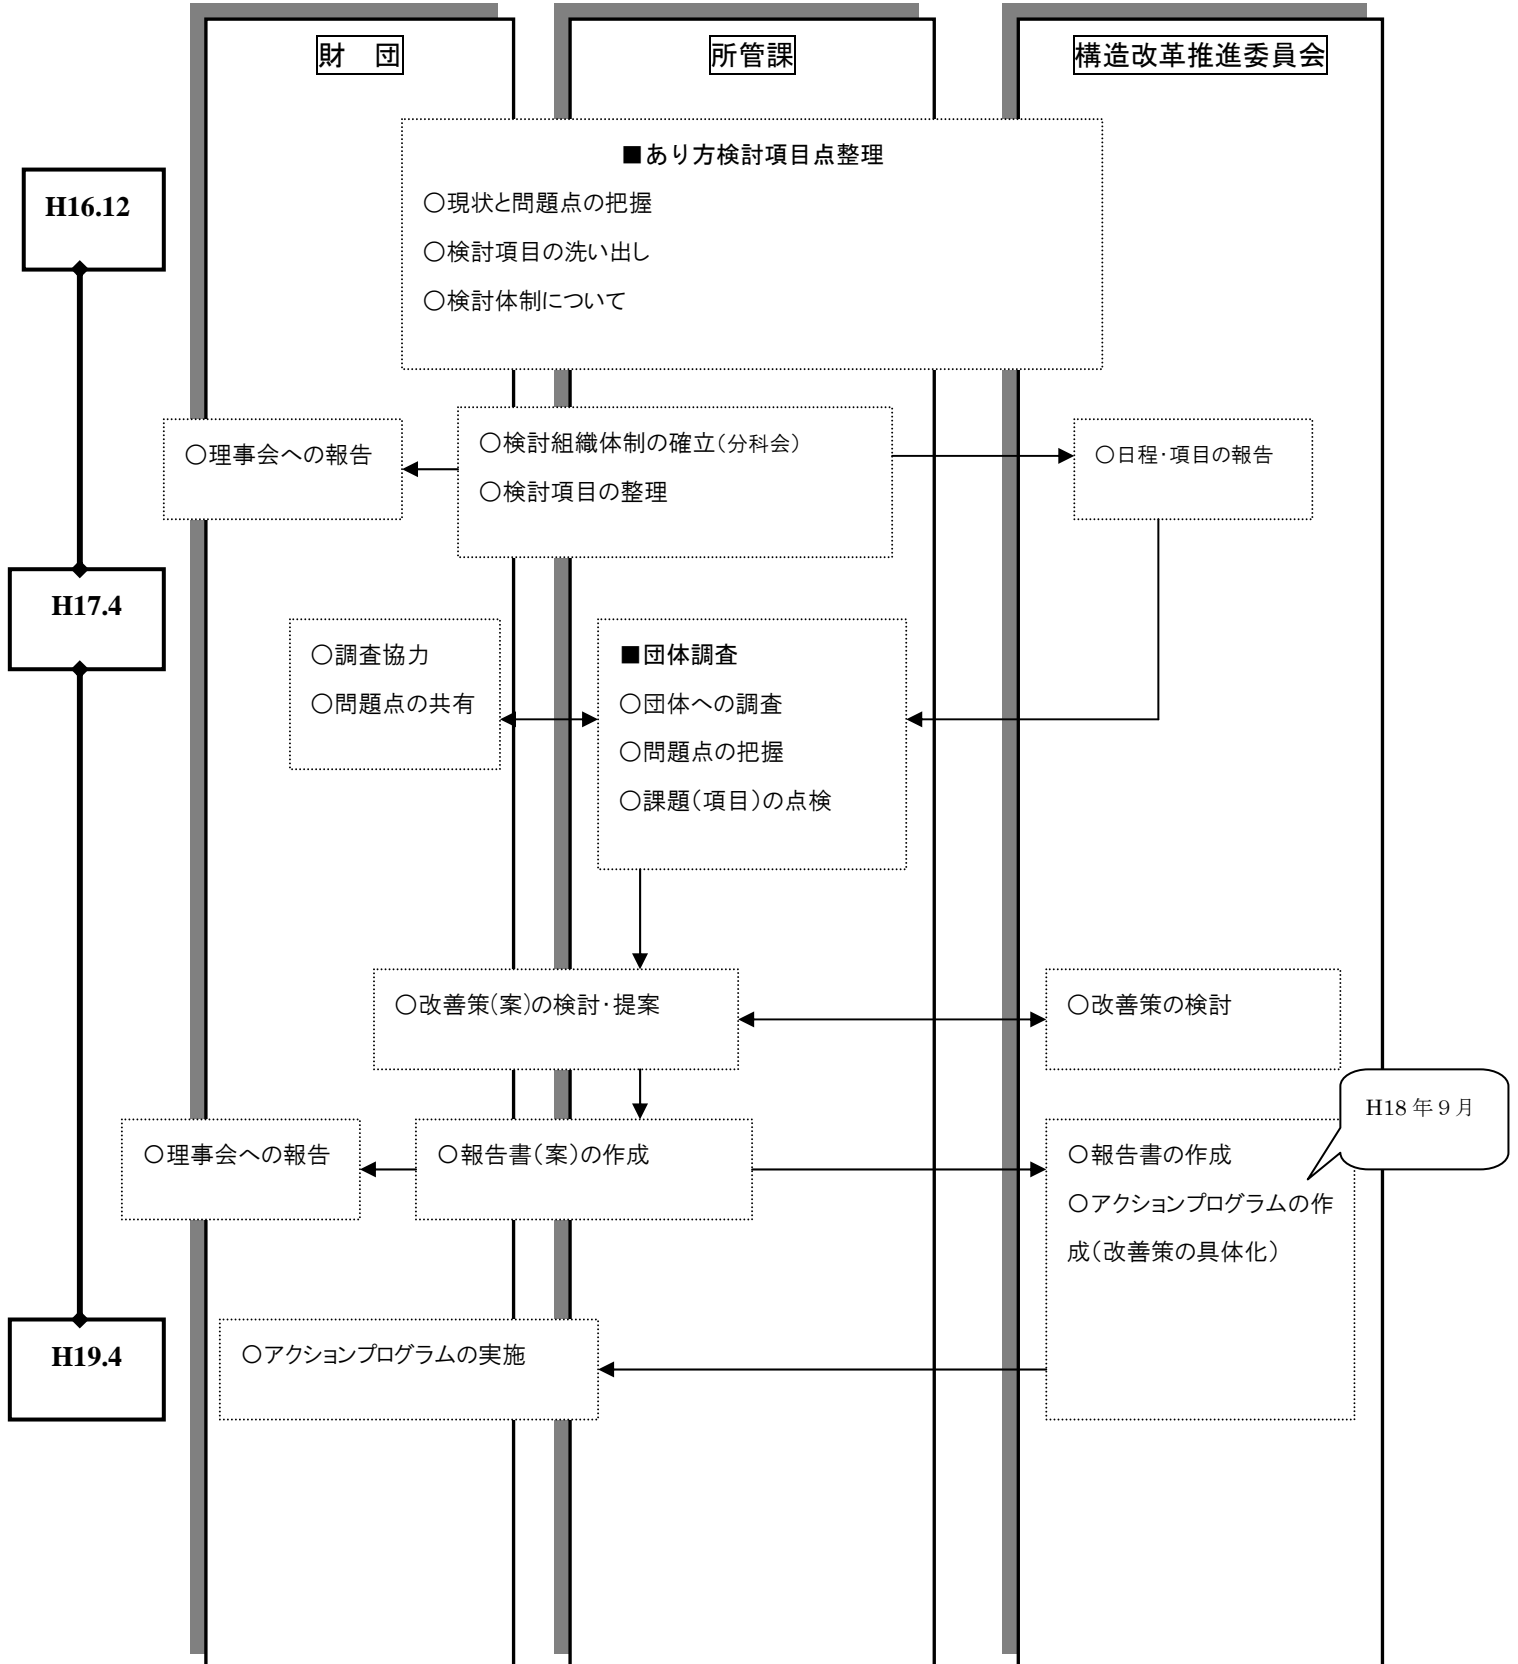 財　団
所管課
構造改革推進委員会
■あり方検討項目点整理
○現状と問題点の把握
○検討項目の洗い出し
○検討体制について
H16.12
○理事会への報告
○検討組織体制の確立(分科会)
○検討項目の整理
○日程・項目の報告
H17.4
○調査協力
○問題点の共有
■団体調査
○団体への調査
○問題点の把握
○課題(項目)の点検
○改善策(案)の検討・提案
○改善策の検討
H18年9月
○理事会への報告
○報告書(案)の作成
○報告書の作成
○アクションプログラムの作
成(改善策の具体化)
H19.4
○アクションプログラムの実施